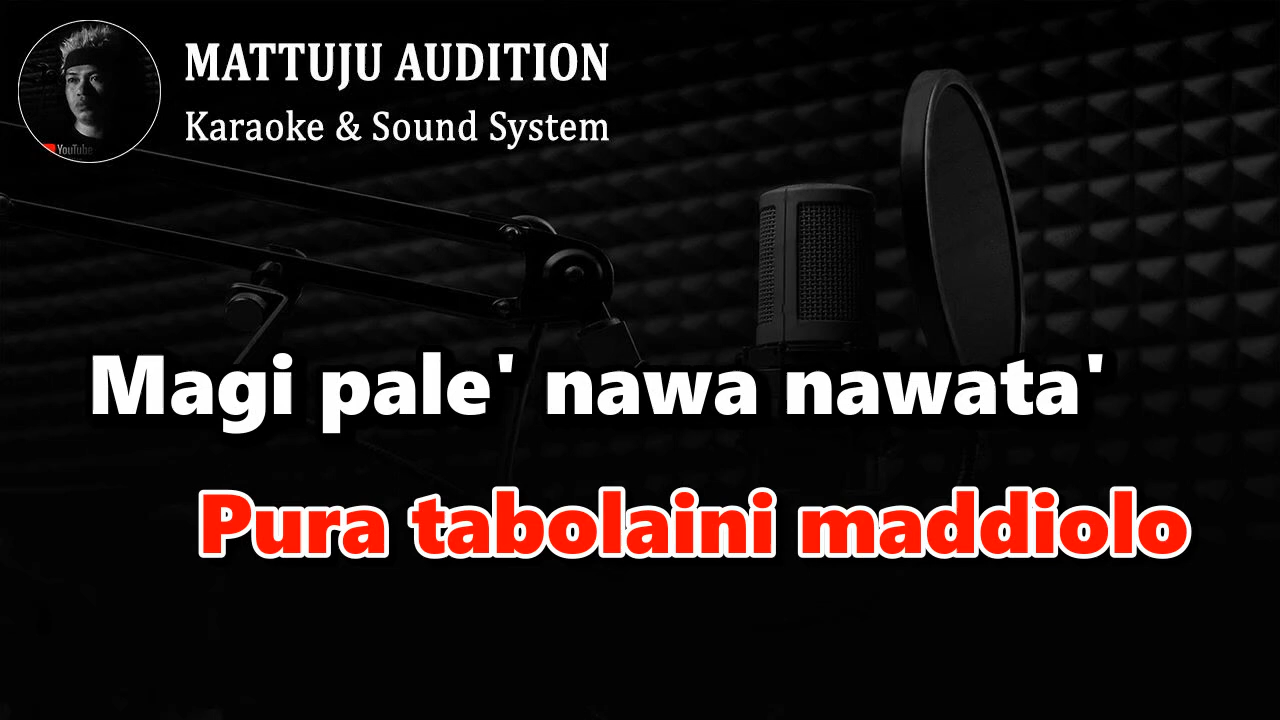 MATTUJU AUDITION
Karaoke & Sound System
YouTube
Magi pale' nawa nawata'
Pura tabolaini maddiolo